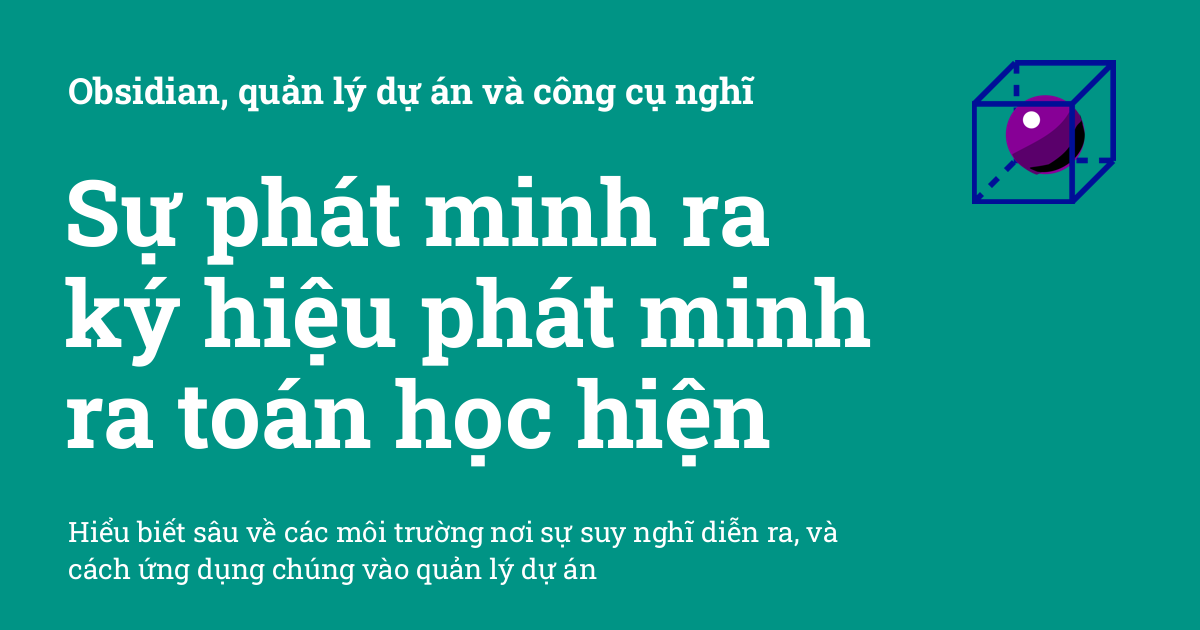 Obsidian, quản lý dự án và công cụ nghĩ
Sự phát minh ra
ký hiệu phát minh
ra toán học hiện
Hiểu biết sâu về các môi trường nơi sự suy nghĩ diễn ra, và
cách ứng dụng chúng vào quản lý dự án